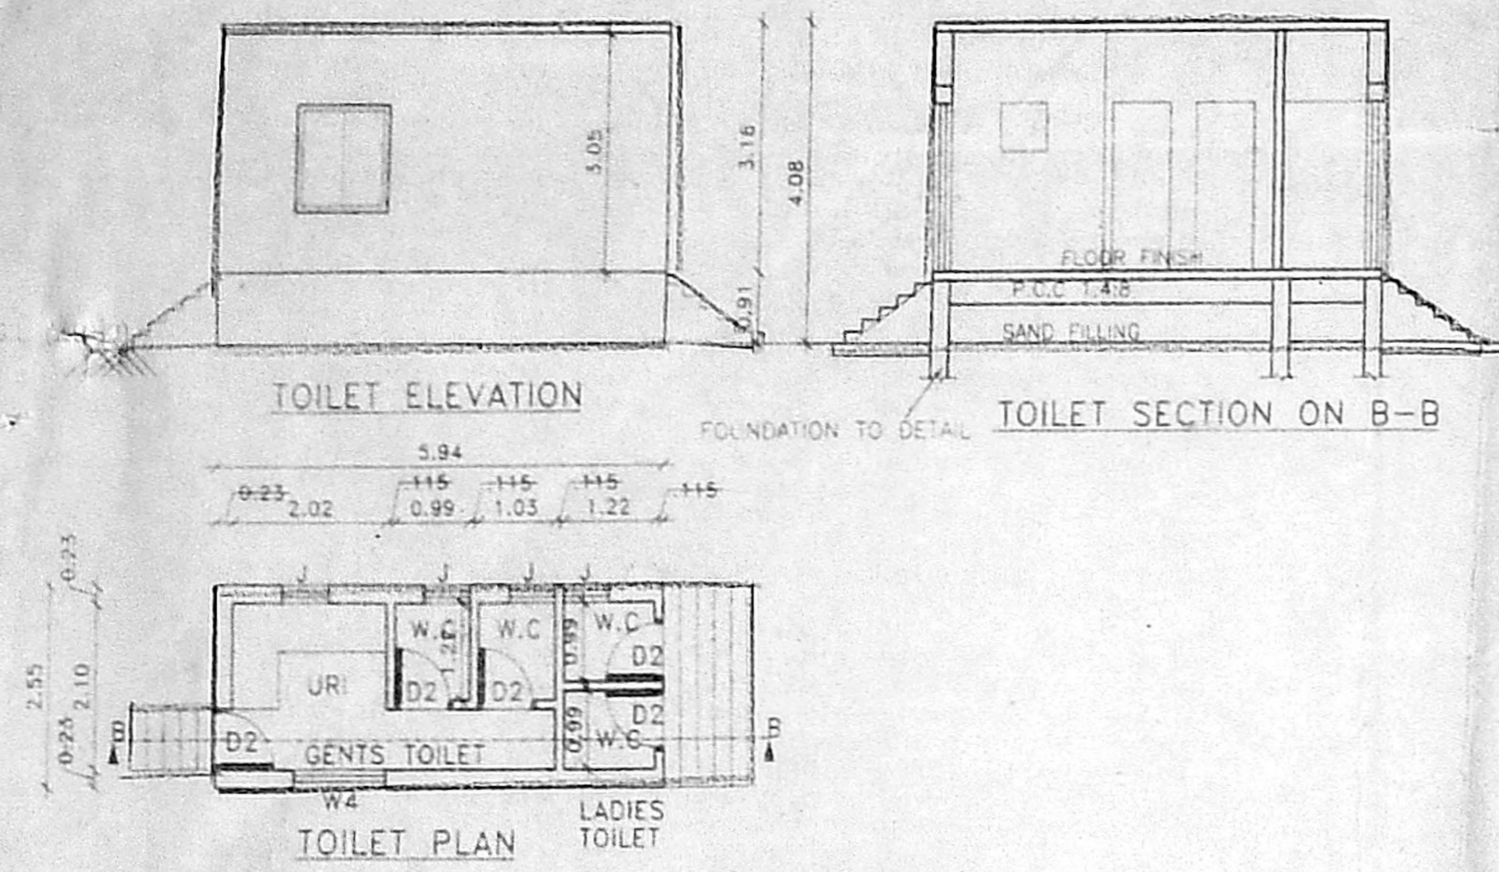 3.05
3.16
4.08
0.91
FLOOR FINISH
P.C.C 1:4:8
SAND FILLING
TOILET ELEVATION
FOUNDATION TO DETAIL
TOILET SECTION ON B-B
5.94
0.23 .115 .115 .115 .115
2.02 0.99 1.03 1.22
0.23
2.55
2.10
0.23
J J J J
W.C W.C W.C
1.22
0.99
D2
URI
D2 D2
D2
B D2 GENTS TOILET 0.99 W.C B
W4
LADIES
TOILET
TOILET PLAN